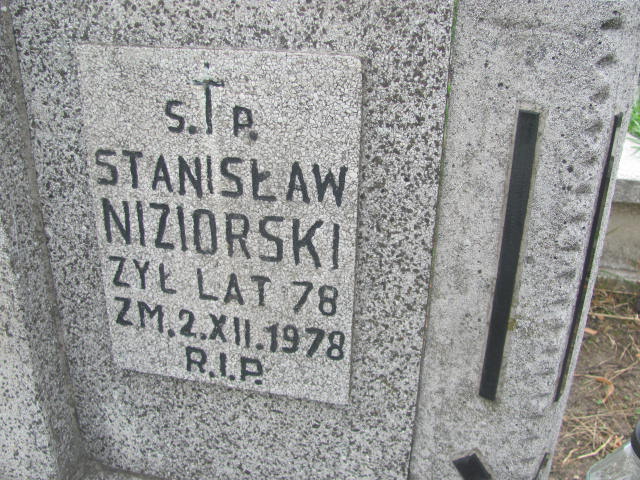 S. † P.
STANISŁAW
NIZIORSKI
ŻYŁ LAT 78
ZM. 2.XII.1978
R.I.P.